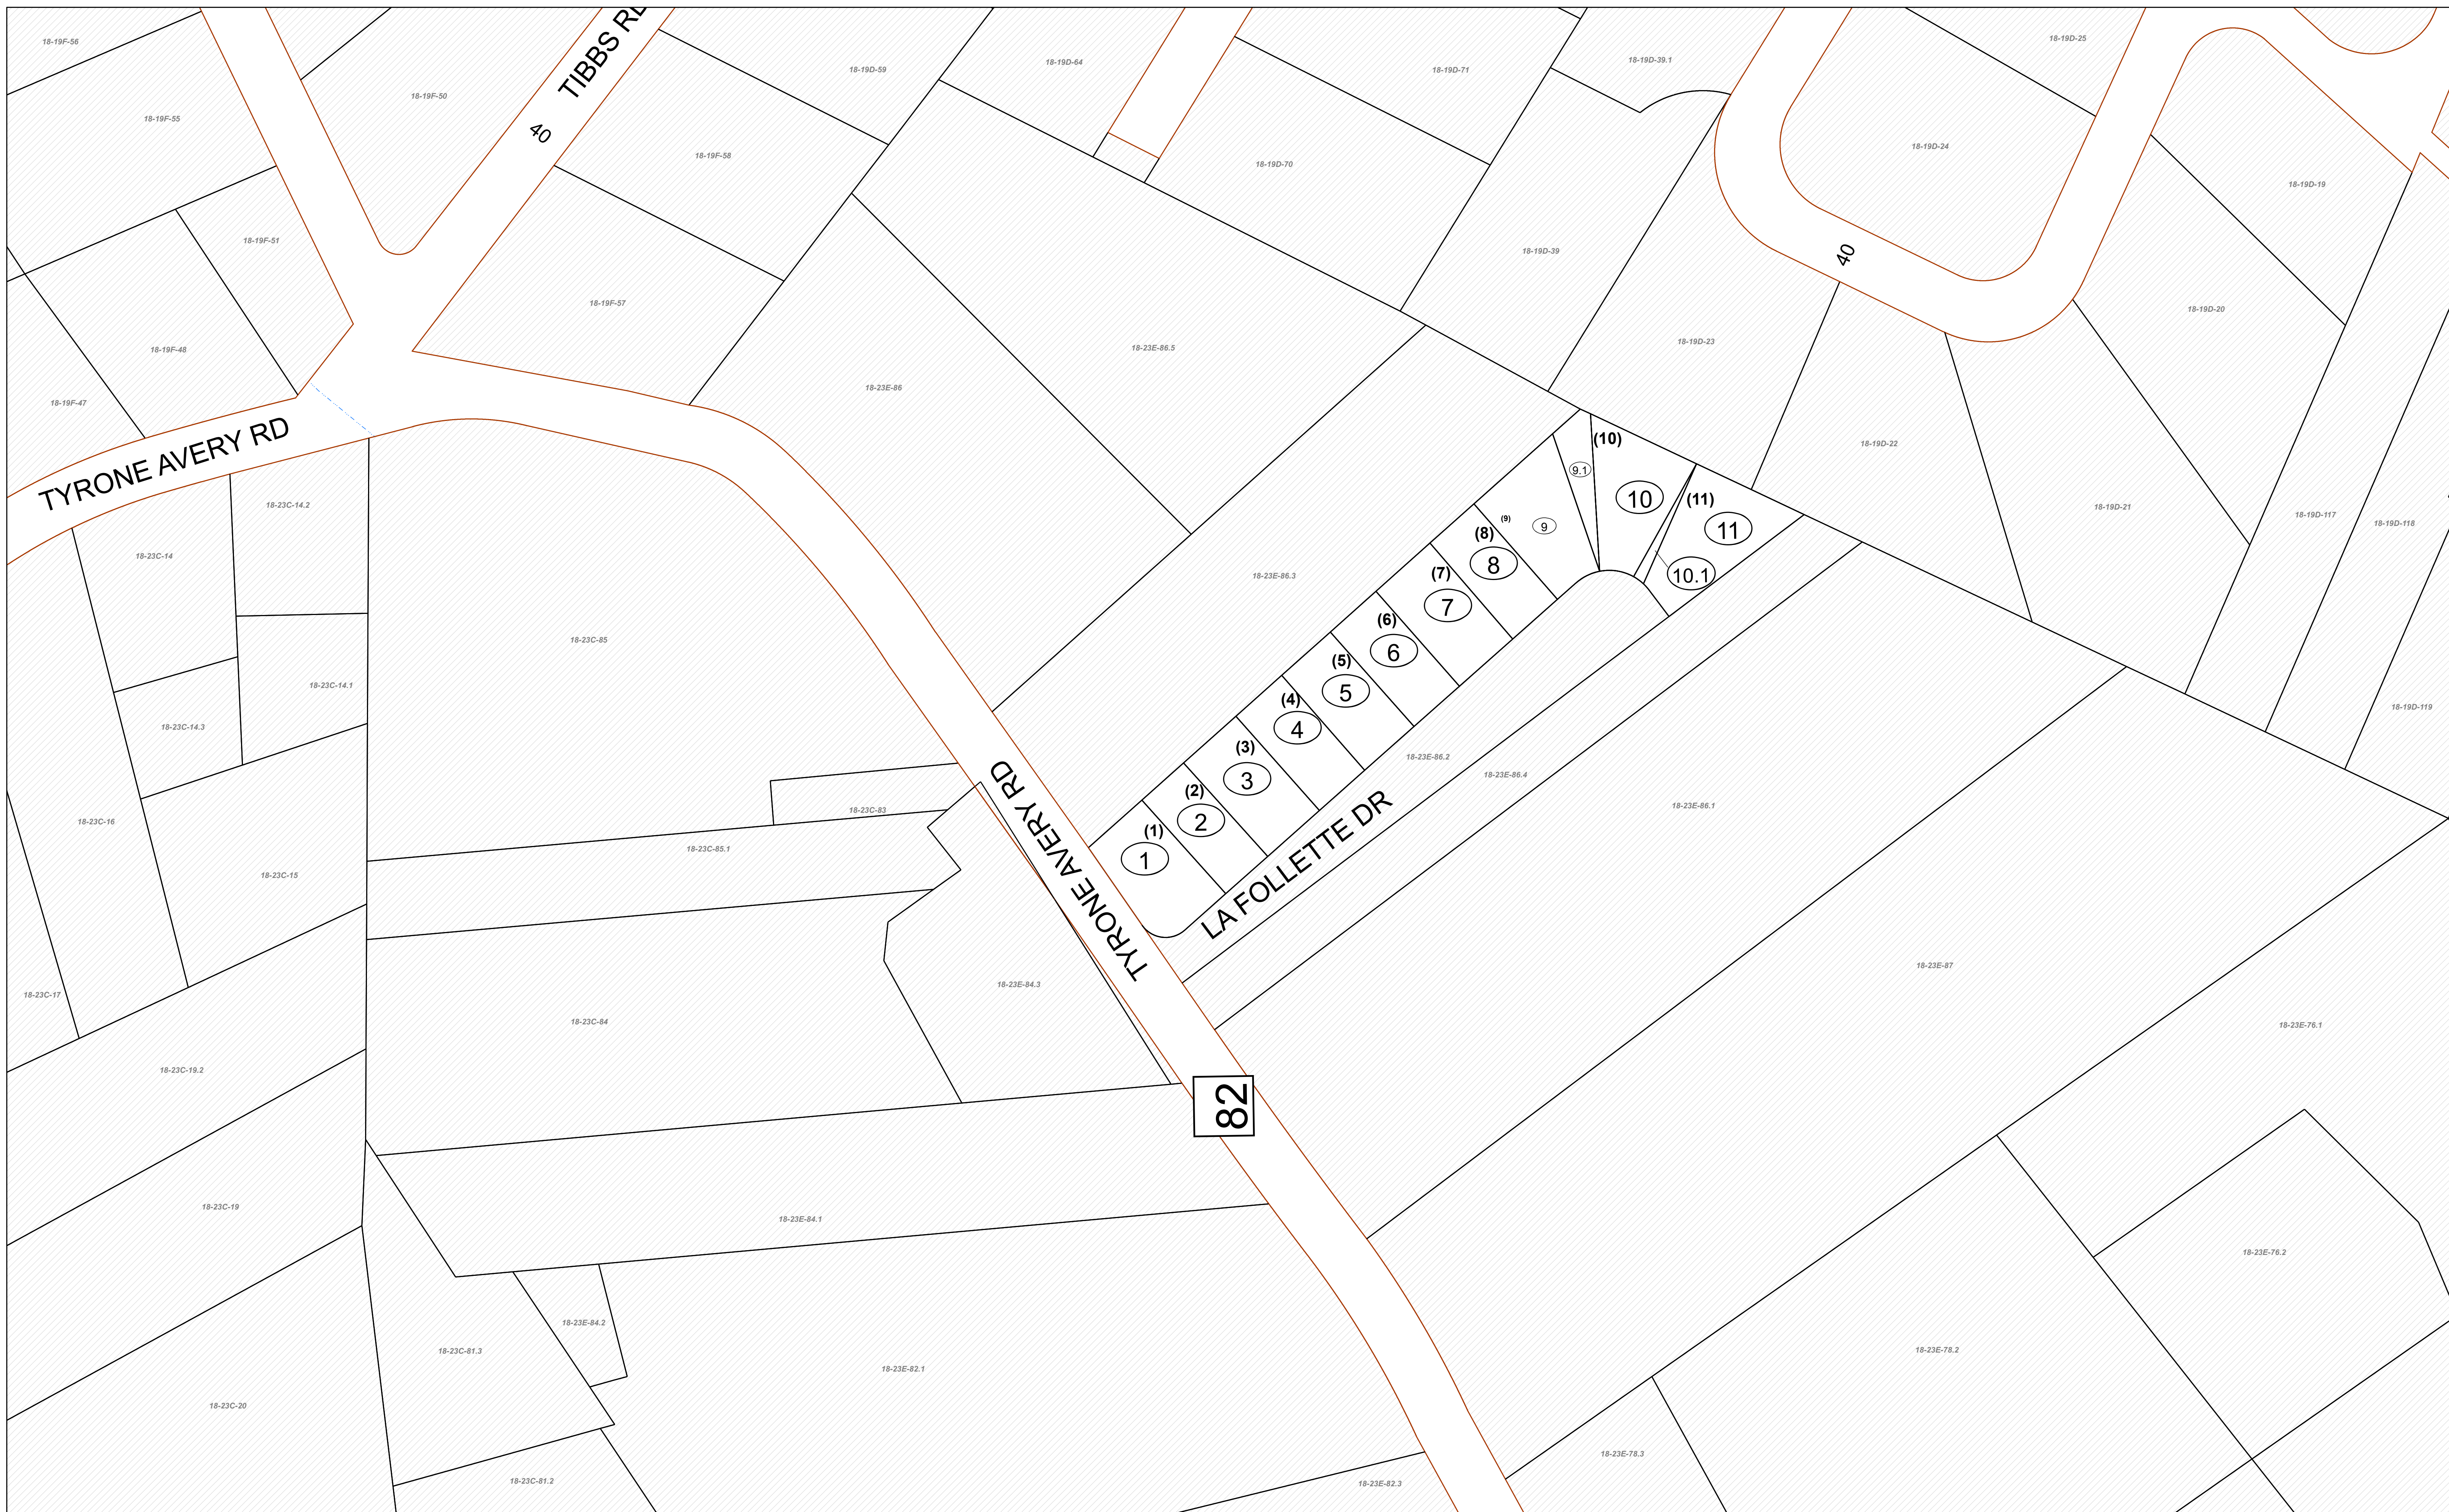 18-19F-56
18-19F-55
18-19F-50
TIBBS RD
40
18-19F-58
18-19D-59
18-19D-64
18-19D-71
18-19D-70
18-19D-39.1
18-19D-25
18-19D-24
18-19D-19
18-19F-51
18-19F-48
18-19F-47
18-19F-57
18-23E-86
18-23E-86.5
18-19D-39
40
18-19D-23
18-19D-20
18-19D-22
18-19D-21
18-19D-117
18-19D-118
18-19D-119
TYRONE AVERY RD
18-23C-14.2
18-23C-14
18-23C-14.1
18-23C-14.3
18-23C-85
18-23E-86.3
(10)
9.1
10
(11)
11
10.1
(9)
9
(8)
8
(7)
7
(6)
6
(5)
5
(4)
4
(3)
3
(2)
2
(1)
1
LA FOLLETTE DR
18-23E-86.2
18-23E-86.4
18-23E-86.1
TYRONE AVERY RD
18-23C-83
18-23C-85.1
18-23C-16
18-23C-15
18-23C-17
18-23C-84
18-23E-84.3
18-23E-87
18-23E-76.1
82
18-23C-19.2
18-23C-19
18-23E-84.1
18-23E-76.2
18-23E-84.2
18-23C-81.3
18-23E-82.1
18-23E-78.2
18-23C-20
18-23C-81.2
18-23E-82.3
18-23E-78.3